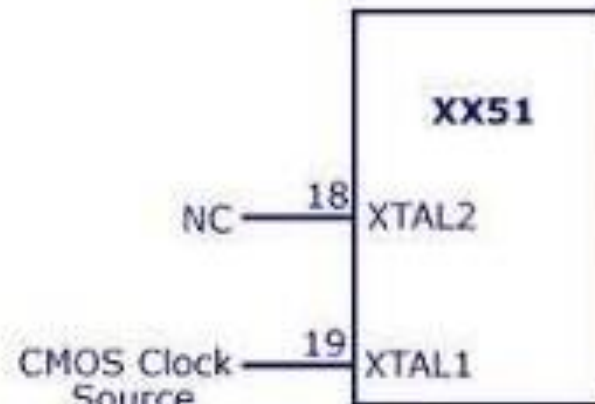 XX51
18
NC
XTAL2
19
CMOS Clock
XTAL1
Source